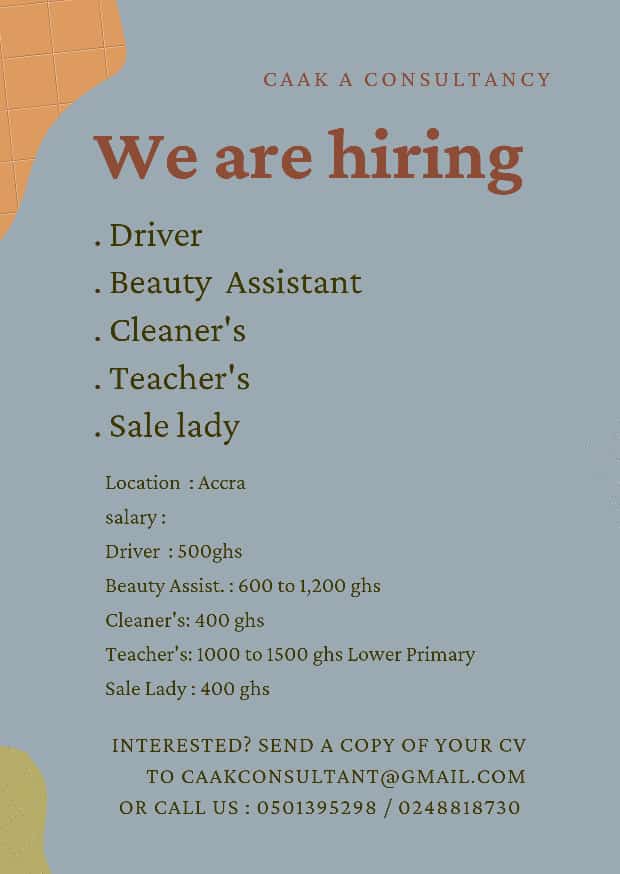 CAAK A CONSULTANCY
We are hiring
. Driver
. Beauty Assistant
. Cleaner's
. Teacher's
. Sale lady
Location : Accra
salary :
Driver : 500ghs
Beauty Assist. : 600 to 1,200 ghs
Cleaner's: 400 ghs
Teacher's: 1000 to 1500 ghs Lower Primary
Sale Lady : 400 ghs
INTERESTED? SEND A COPY OF YOUR CV
TO CAAKCONSULTANT@GMAIL.COM
OR CALL US : 0501395298 / 0248818730